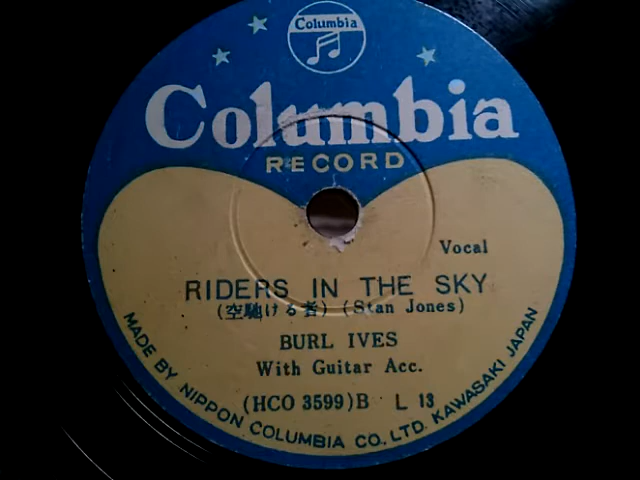 Columbia
Columbia
RECORD
Vocal
RIDERS IN THE SKY
(空馳ける者) (Stan Jones)
BURL IVES
With Guitar Acc.
(HCO 3599)B L 13
MADE BY NIPPON COLUMBIA CO., LTD. KAWASAKI JAPAN